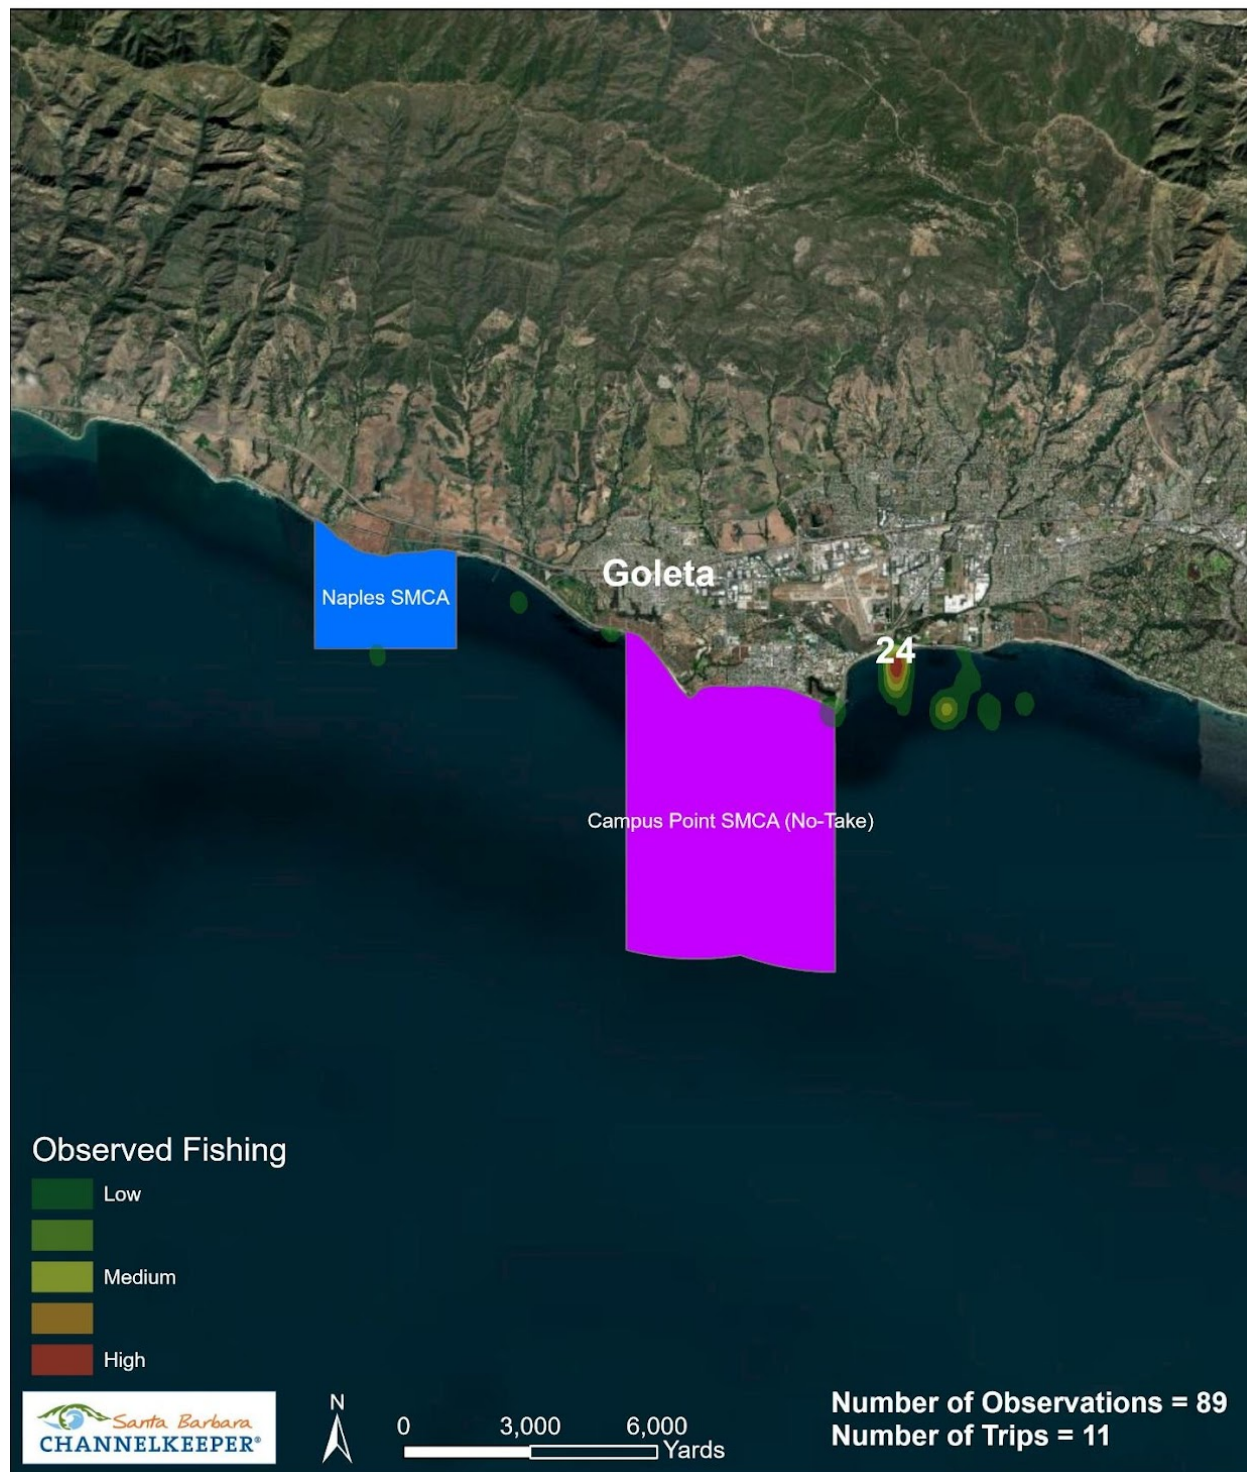 Goleta
Naples SMCA
24
Campus Point SMCA (No-Take)
Observed Fishing
Low
Medium
High
Santa Barbara
CHANNELKEEPER®
N
0 3,000 6,000
Yards
Number of Observations = 89
Number of Trips = 11